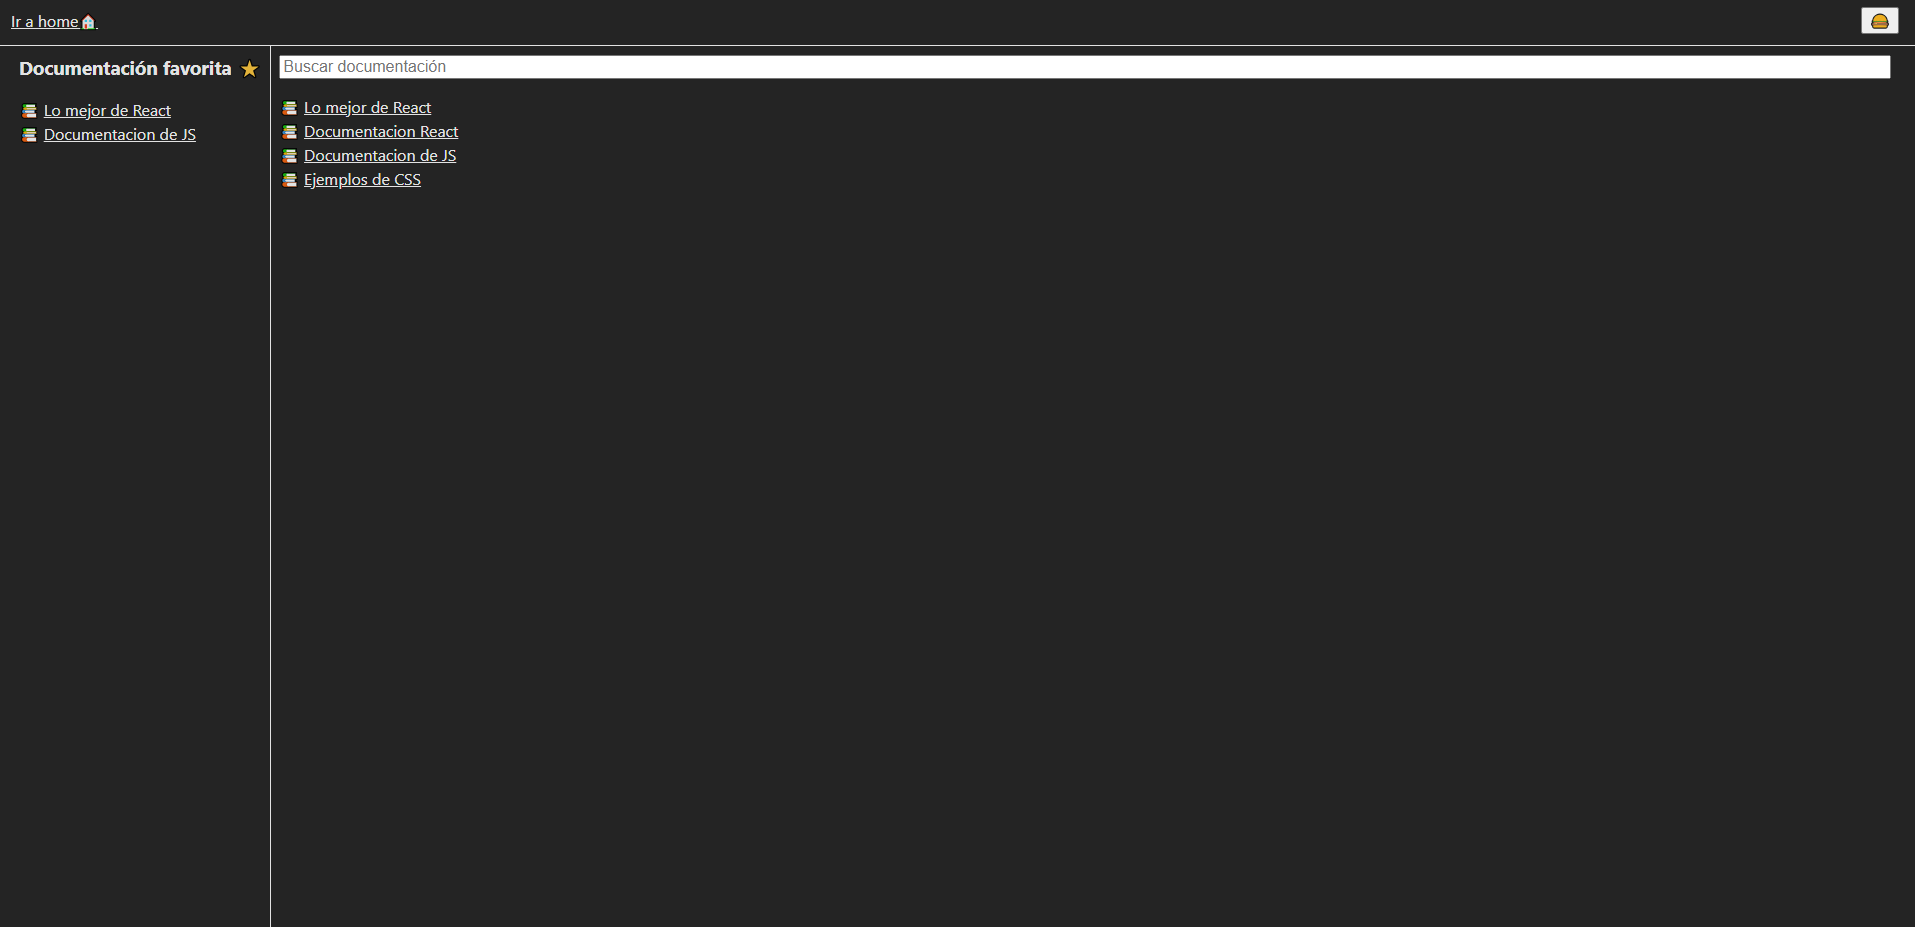 Ir a home
Documentación favorita
Lo mejor de React
Documentacion de JS
Buscar documentación
Lo mejor de React
Documentacion React
Documentacion de JS
Ejemplos de CSS